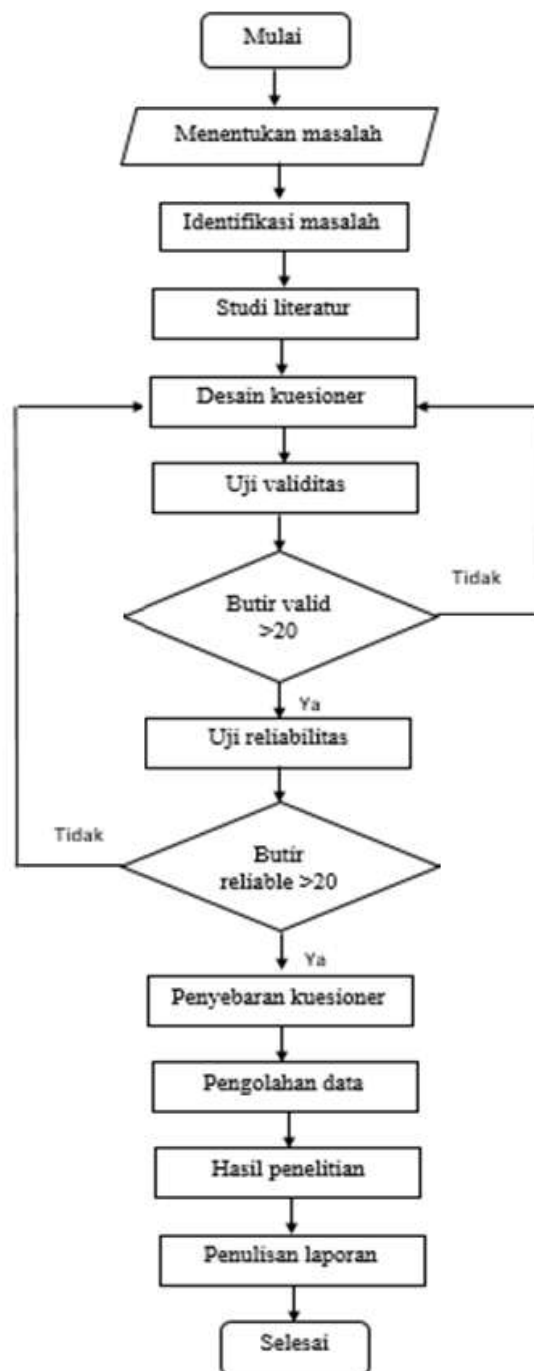 Mulai
Menentukan masalah
Identifikasi masalah
Studi literatur
Desain kuesioner
Uji validitas
Butir valid
>20
Tidak
Ya
Uji reliabilitas
Tidak
Butir
reliable >20
Ya
Penyebaran kuesioner
Pengolahan data
Hasil penelitian
Penulisan laporan
Selesai